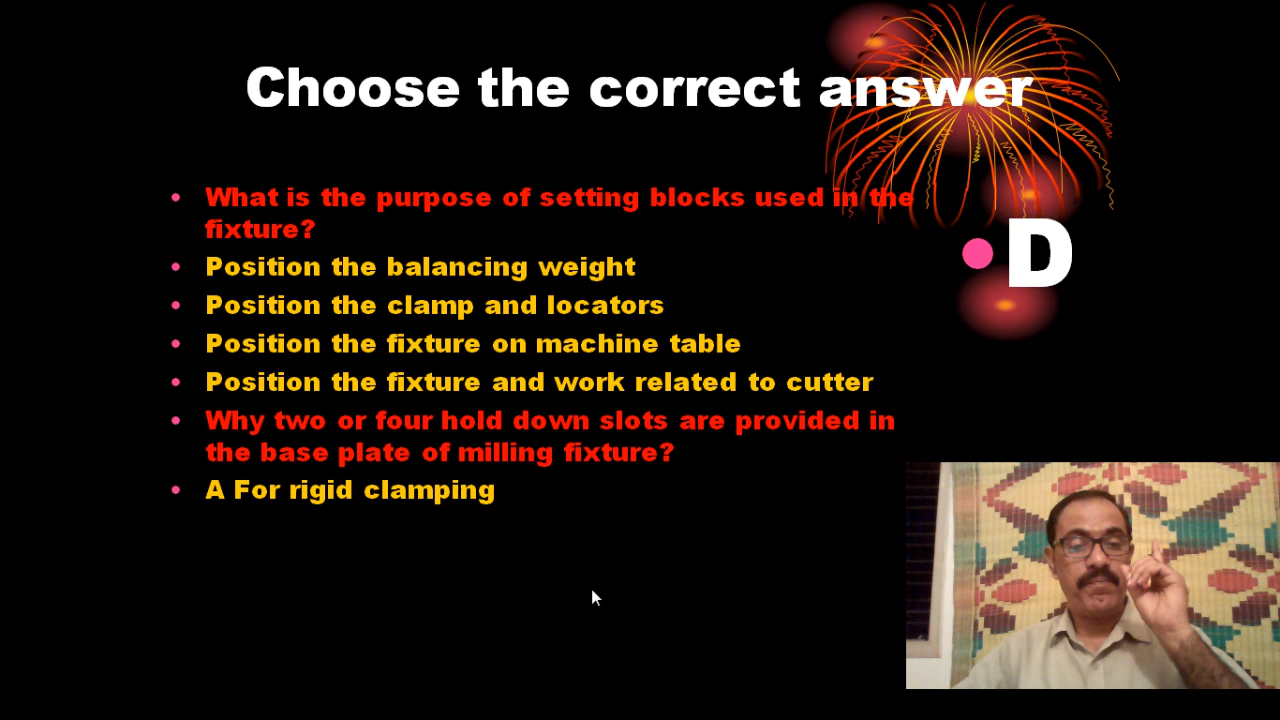 Choose the correct answer
• What is the purpose of setting blocks used in the
fixture?
• Position the balancing weight
• Position the clamp and locators
• Position the fixture on machine table
• Position the fixture and work related to cutter
• Why two or four hold down slots are provided in
the base plate of milling fixture?
• A For rigid clamping
• D